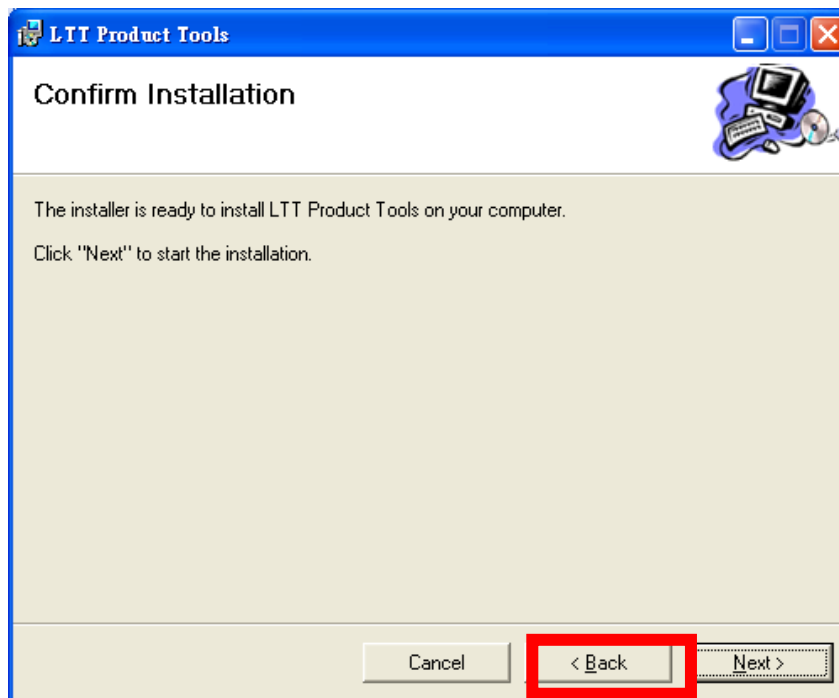 LTT Product Tools
Confirm Installation
The installer is ready to install LTT Product Tools on your computer.
Click "Next" to start the installation.
Cancel
< Back
Next >